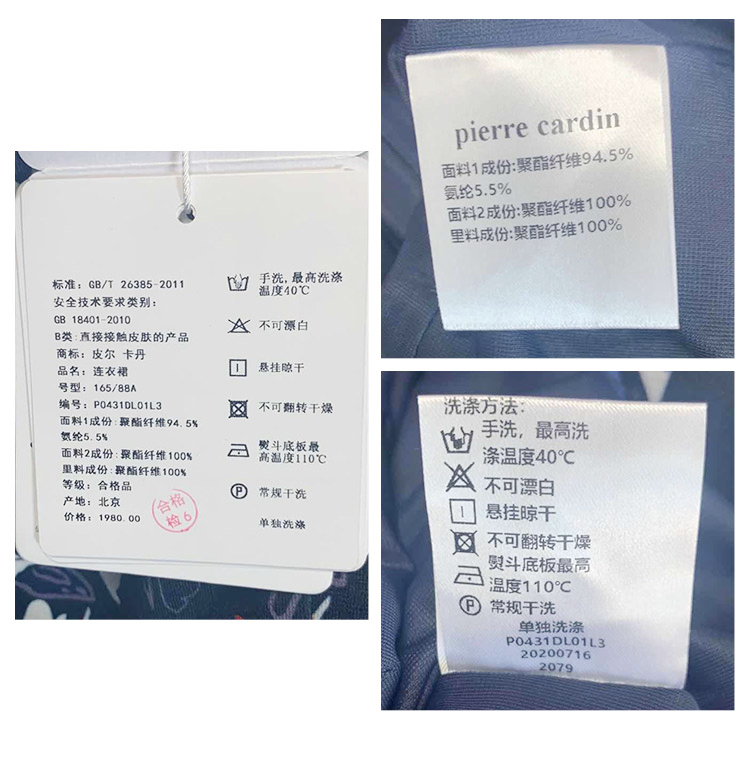 标准: GB/T 26385-2011
安全技术要求类别:
GB 18401-2010
B类:直接接触皮肤的产品
商标: 皮尔 卡丹
品名: 连衣裙
号型: 165/88A
编号: P0431DL01L3
面料1成份:聚酯纤维94.5%
氨纶5.5%
面料2成份:聚酯纤维100%
里料成份:聚酯纤维100%
等级: 合格品
产地: 北京
价格: 1980.00
合格
检6
手洗,最高洗涤
温度40℃
不可漂白
悬挂晾干
不可翻转干燥
熨斗底板最
高温度110℃
P
常规干洗
单独洗涤
pierre cardin
面料1成份:聚酯纤维94.5%
氨纶5.5%
面料2成份:聚酯纤维100%
里料成份:聚酯纤维100%
洗涤方法:
手洗, 最高洗
涤温度40℃
不可漂白
悬挂晾干
不可翻转干燥
熨斗底板最高
温度110℃
P 常规干洗
单独洗涤
P0431DL01L3
20200716
2079